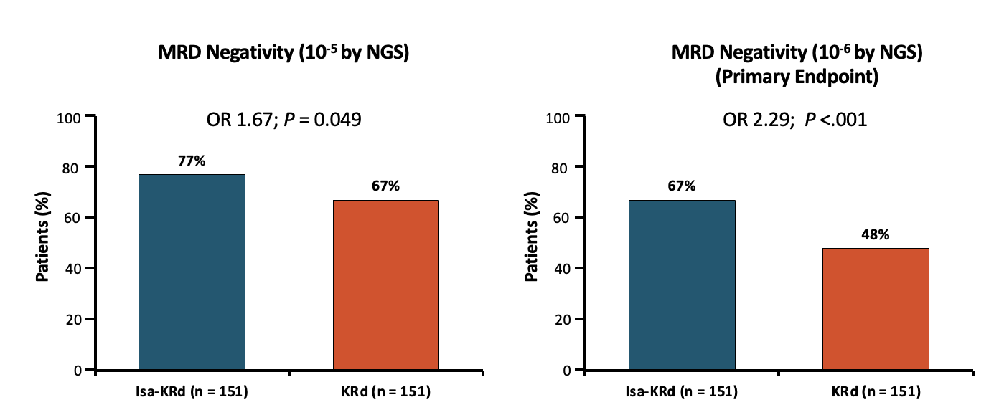 MRD Negativity (10⁻⁵ by NGS)
OR 1.67; P = 0.049
Patients (%)
100
80
60
40
20
0
77%
67%
Isa-KRd (n = 151)
KRd (n = 151)
MRD Negativity (10⁻⁶ by NGS)
(Primary Endpoint)
OR 2.29; P <.001
Patients (%)
100
80
60
40
20
0
67%
48%
Isa-KRd (n = 151)
KRd (n = 151)